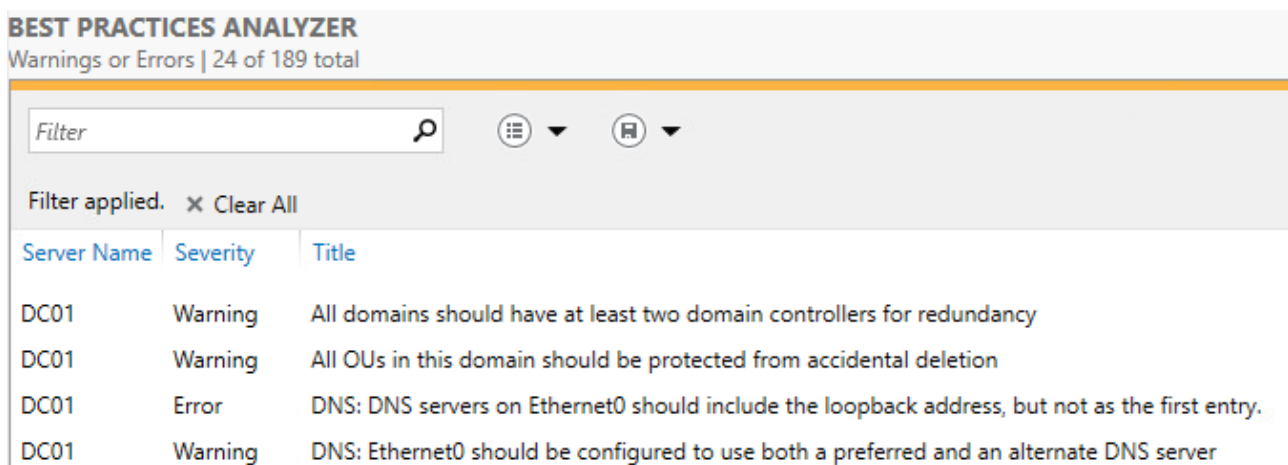 BEST PRACTICES ANALYZER
Warnings or Errors | 24 of 189 total
Filter
Filter applied. × Clear All
Server Name Severity Title
DC01 Warning All domains should have at least two domain controllers for redundancy
DC01 Warning All OUs in this domain should be protected from accidental deletion
DC01 Error DNS: DNS servers on Ethernet0 should include the loopback address, but not as the first entry.
DC01 Warning DNS: Ethernet0 should be configured to use both a preferred and an alternate DNS server